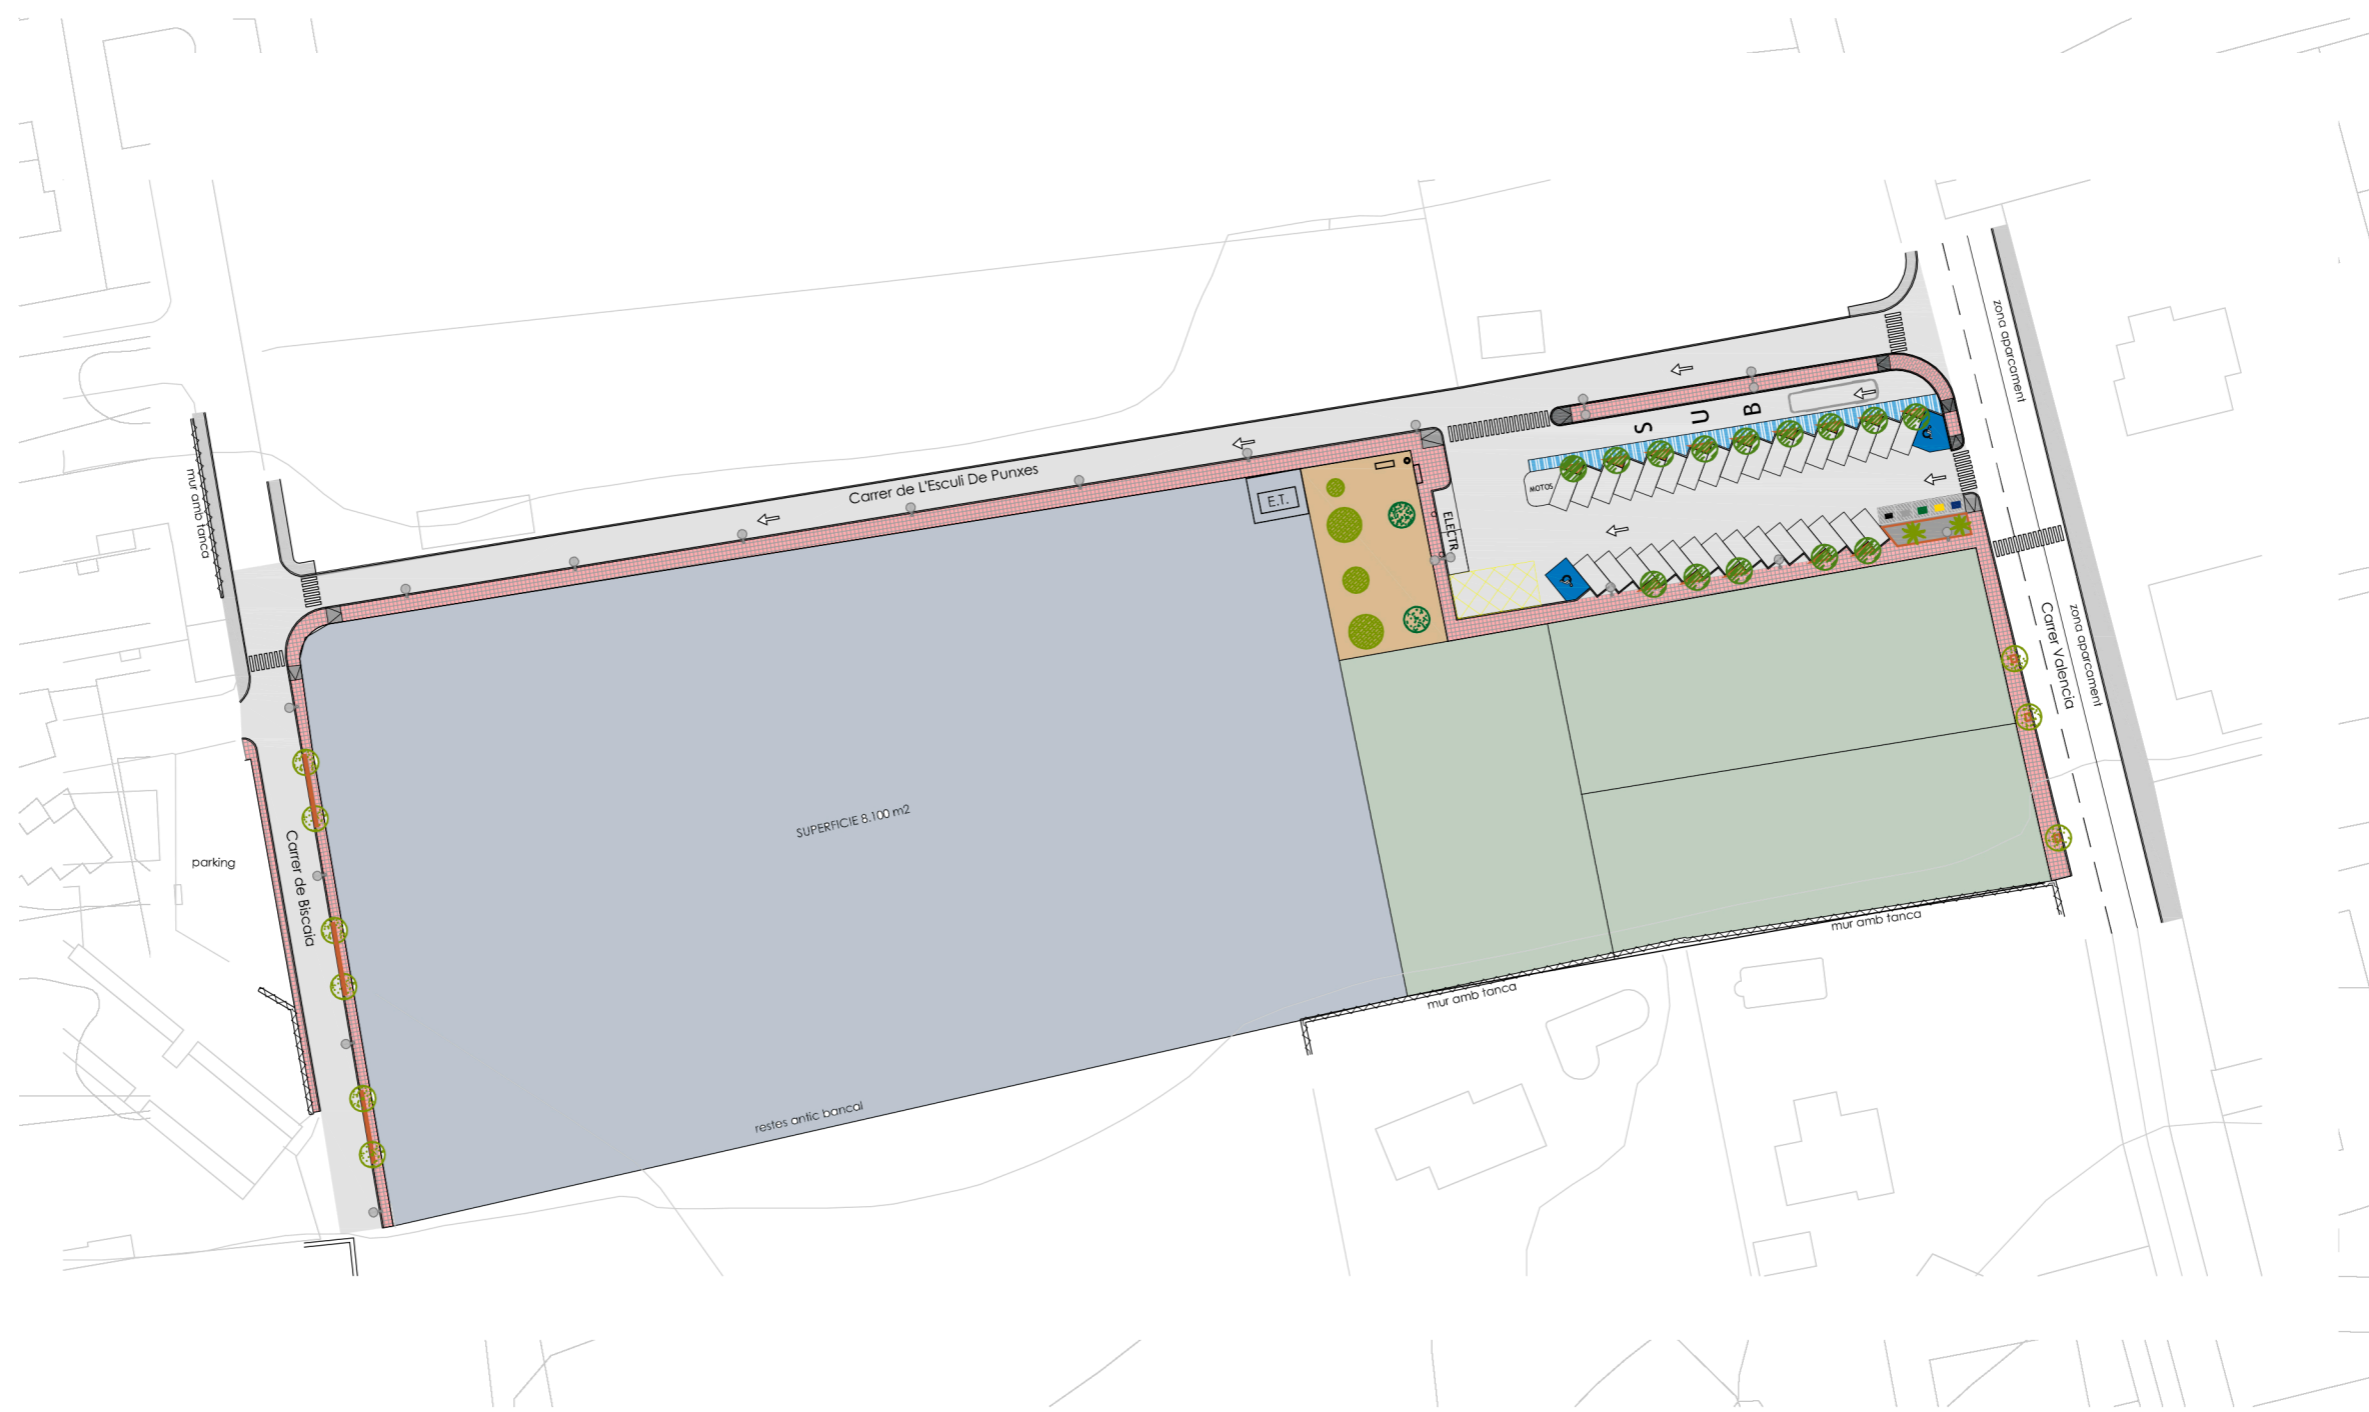 zona aparcament
mur amb tanca
Carrer de L'Esculi De Punxes
E.T.
BUS
MOTOS
ELECTR.
SUPERFICIE 8.100 m2
parking
Carrer de Biscaia
Carrer Valencia
zona aparcament
mur amb tanca
mur amb tanca
restes antic bancal